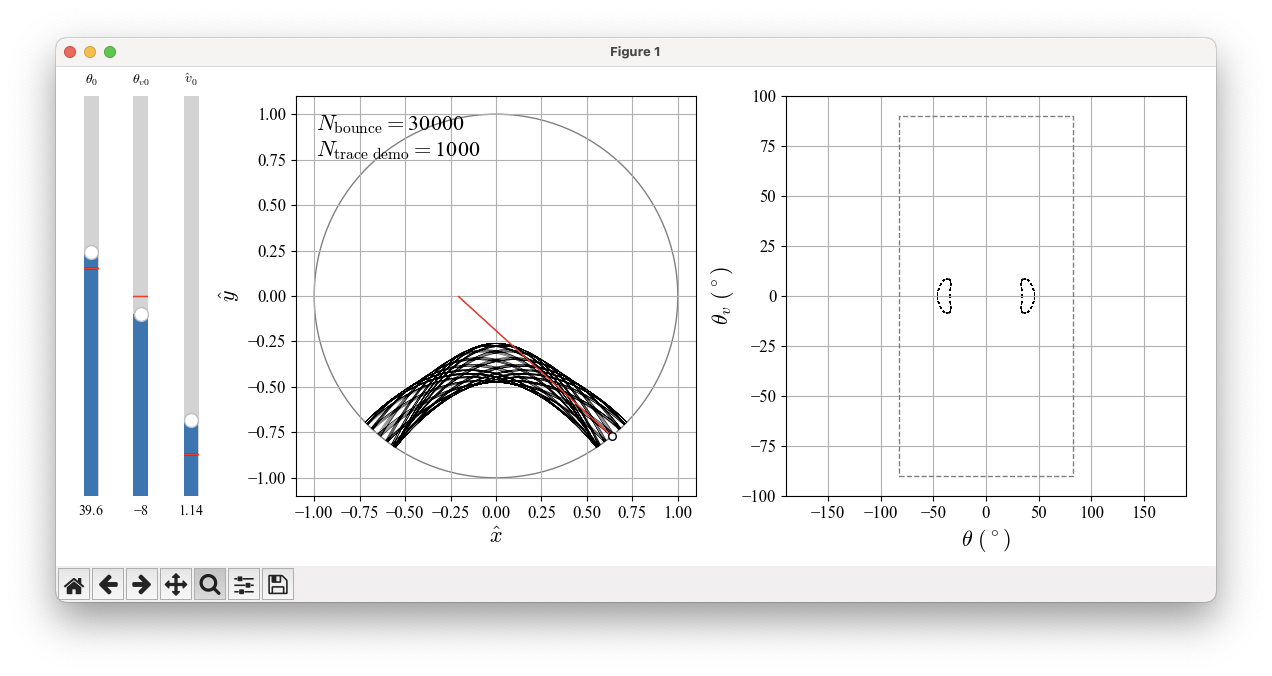 Figure 1
θ₀ θᵥ₀ v̂₀
39.6 −8 1.14
N_bounce = 30000
N_trace demo = 1000
1.00
0.75
0.50
0.25
0.00
−0.25
−0.50
−0.75
−1.00
ŷ
−1.00 −0.75 −0.50 −0.25 0.00 0.25 0.50 0.75 1.00
x̂
100
75
50
25
0
−25
−50
−75
−100
θᵥ (°)
−150 −100 −50 0 50 100 150
θ (°)